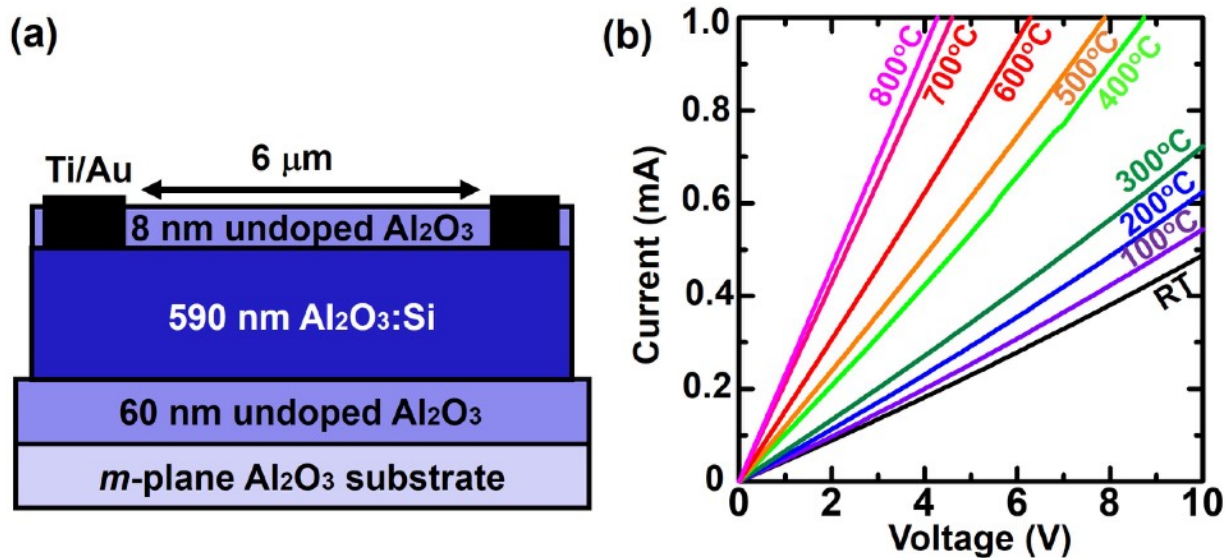 (a)
Ti/Au
6 μm
8 nm undoped Al₂O₃
590 nm Al₂O₃:Si
60 nm undoped Al₂O₃
m-plane Al₂O₃ substrate
(b)
Current (mA)
1.0
0.8
0.6
0.4
0.2
0
800°C
700°C
600°C
500°C
400°C
300°C
200°C
100°C
RT
0
2
4
6
8
10
Voltage (V)